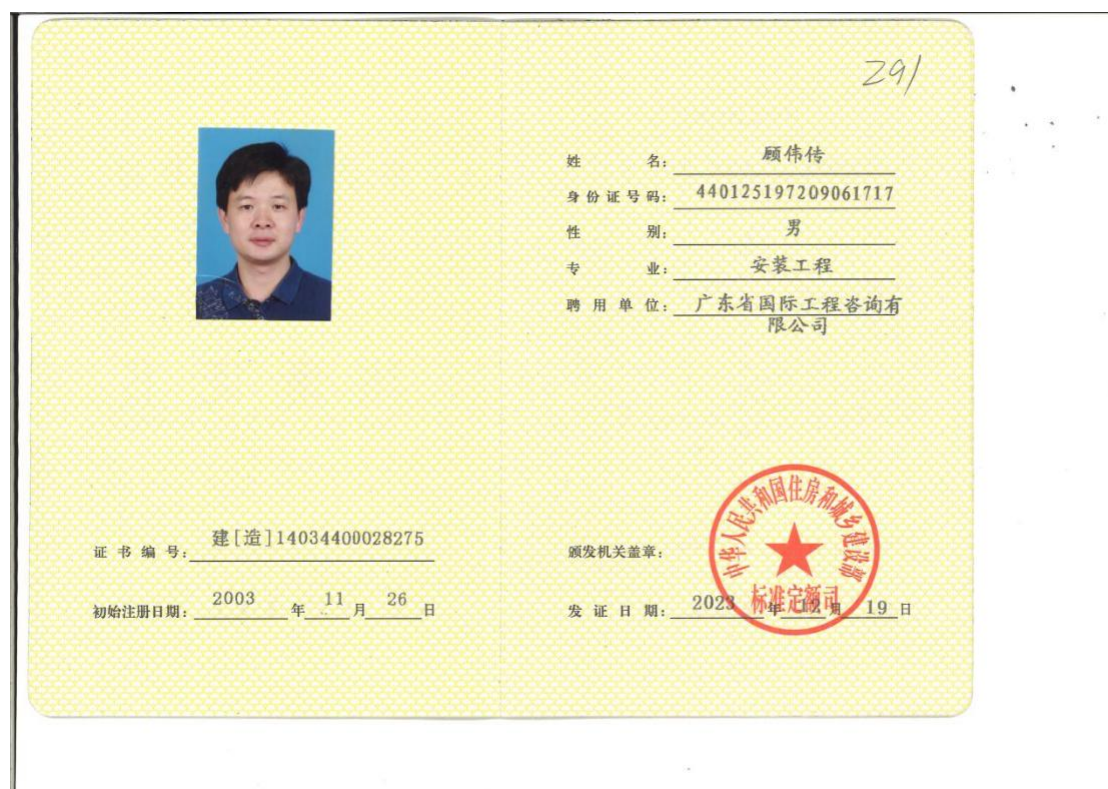 291
姓 名: 顾伟传
身份证号码: 440125197209061717
性 别: 男
专 业: 安装工程
聘用单位: 广东省国际工程咨询有
限公司
证书编号: 建[造]14034400028275
初始注册日期: 2003 年 11 月 26 日
颁发机关盖章:
中华人民共和国住房和城乡建设部
标准定额司
发证日期: 2023 年 12 月 19 日